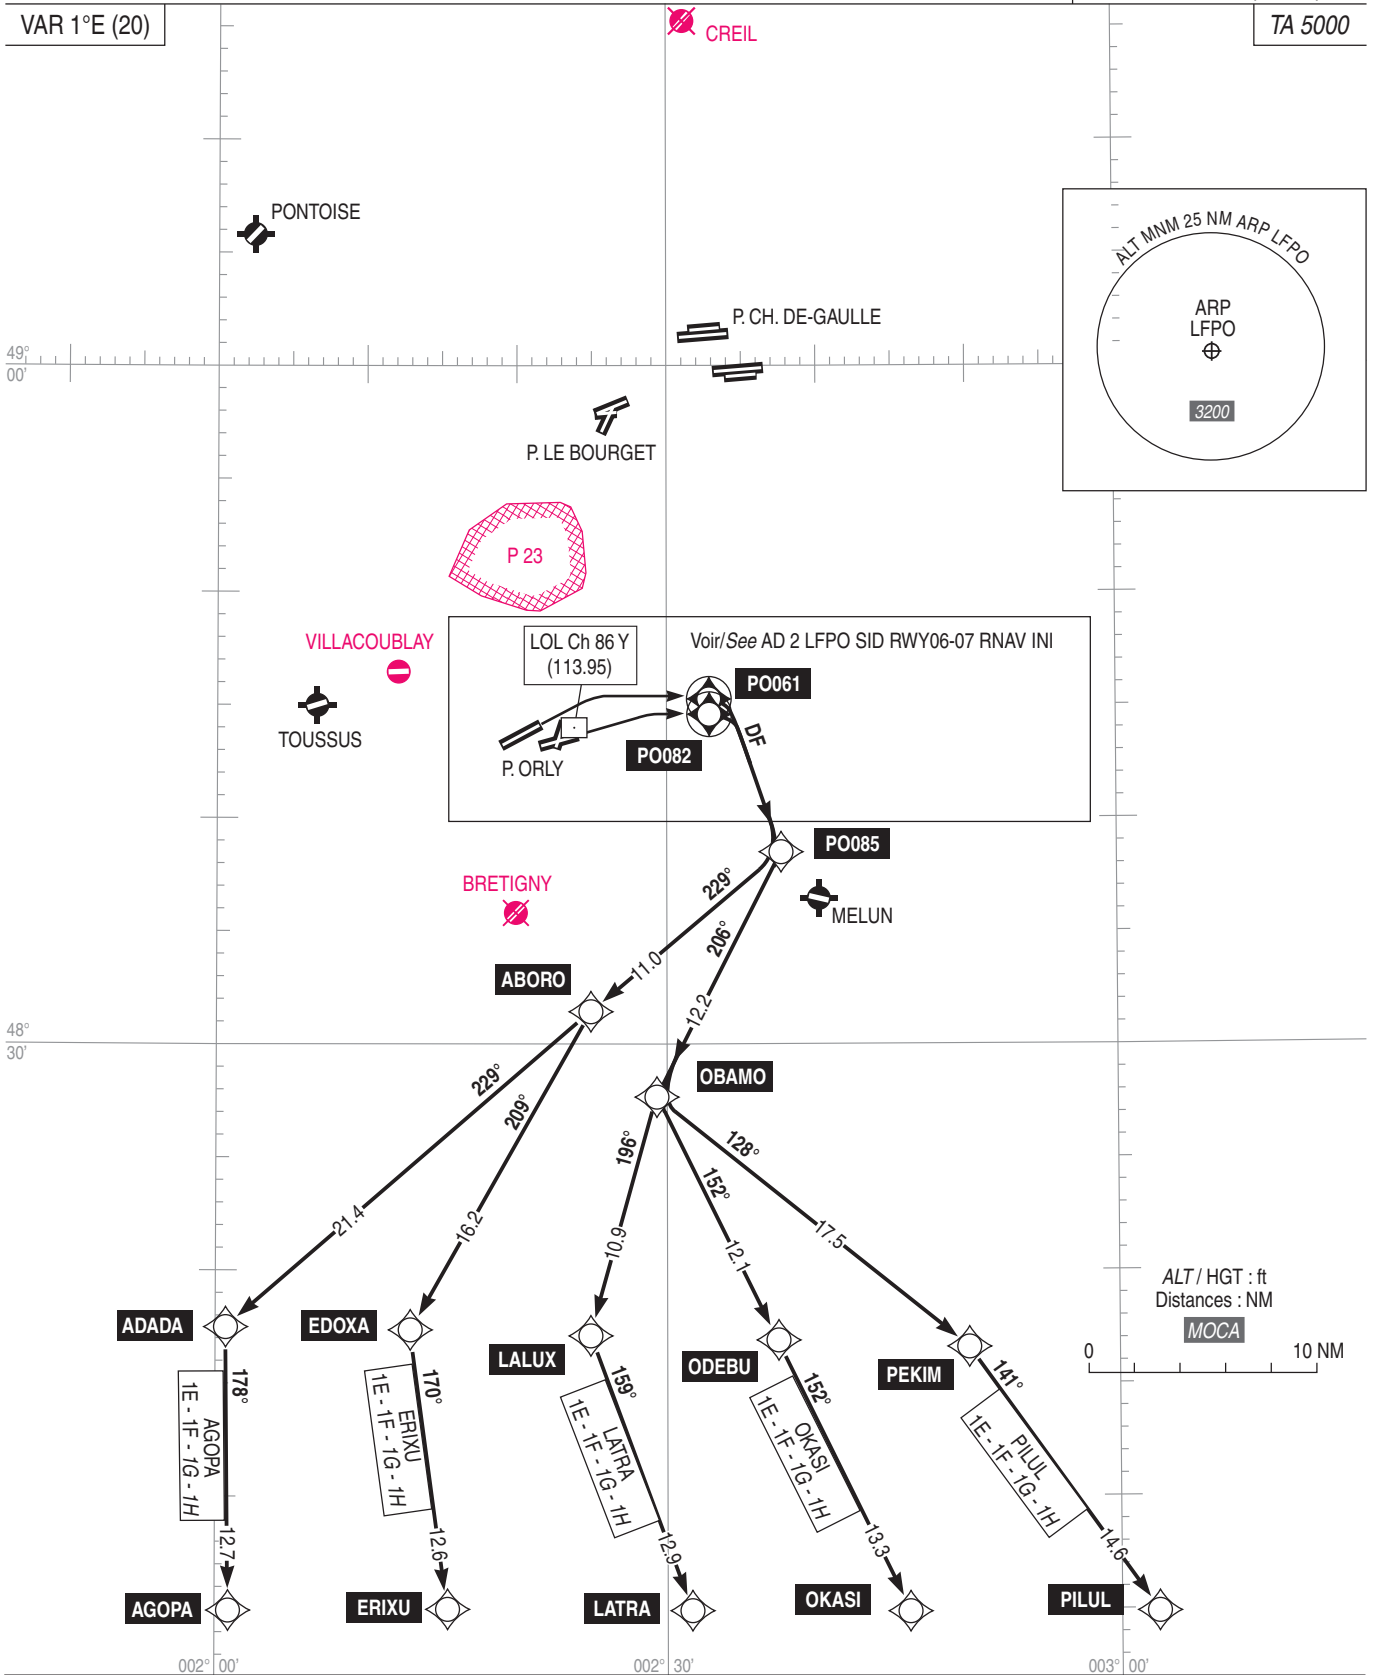 VAR 1°E (20)
TA 5000
CREIL
PONTOISE
ALT MNM 25 NM ARP LFPO
ARP
LFPO
3200
P. CH. DE-GAULLE
49°
00'
P. LE BOURGET
P 23
VILLACOUBLAY
LOL Ch 86 Y
(113.95)
Voir/See AD 2 LFPO SID RWY06-07 RNAV INI
PO061
TOUSSUS
DF
P. ORLY
PO082
PO085
BRETIGNY
229°
MELUN
206°
11.0
ABORO
12.2
48°
30'
OBAMO
229°
209°
196°
128°
152°
21.4
16.2
10.9
12.1
17.5
ALT / HGT : ft
Distances : NM
MOCA
0
10 NM
ADADA
EDOXA
LALUX
ODEBU
PEKIM
178°
170°
159°
152°
141°
AGOPA
1E - 1F - 1G - 1H
ERIXU
1E - 1F - 1G - 1H
LATRA
1E - 1F - 1G - 1H
OKASI
1E - 1F - 1G - 1H
PILUL
1E - 1F - 1G - 1H
12.7
12.6
12.9
13.3
14.6
AGOPA
ERIXU
LATRA
OKASI
PILUL
002° 00'
002° 30'
003° 00'